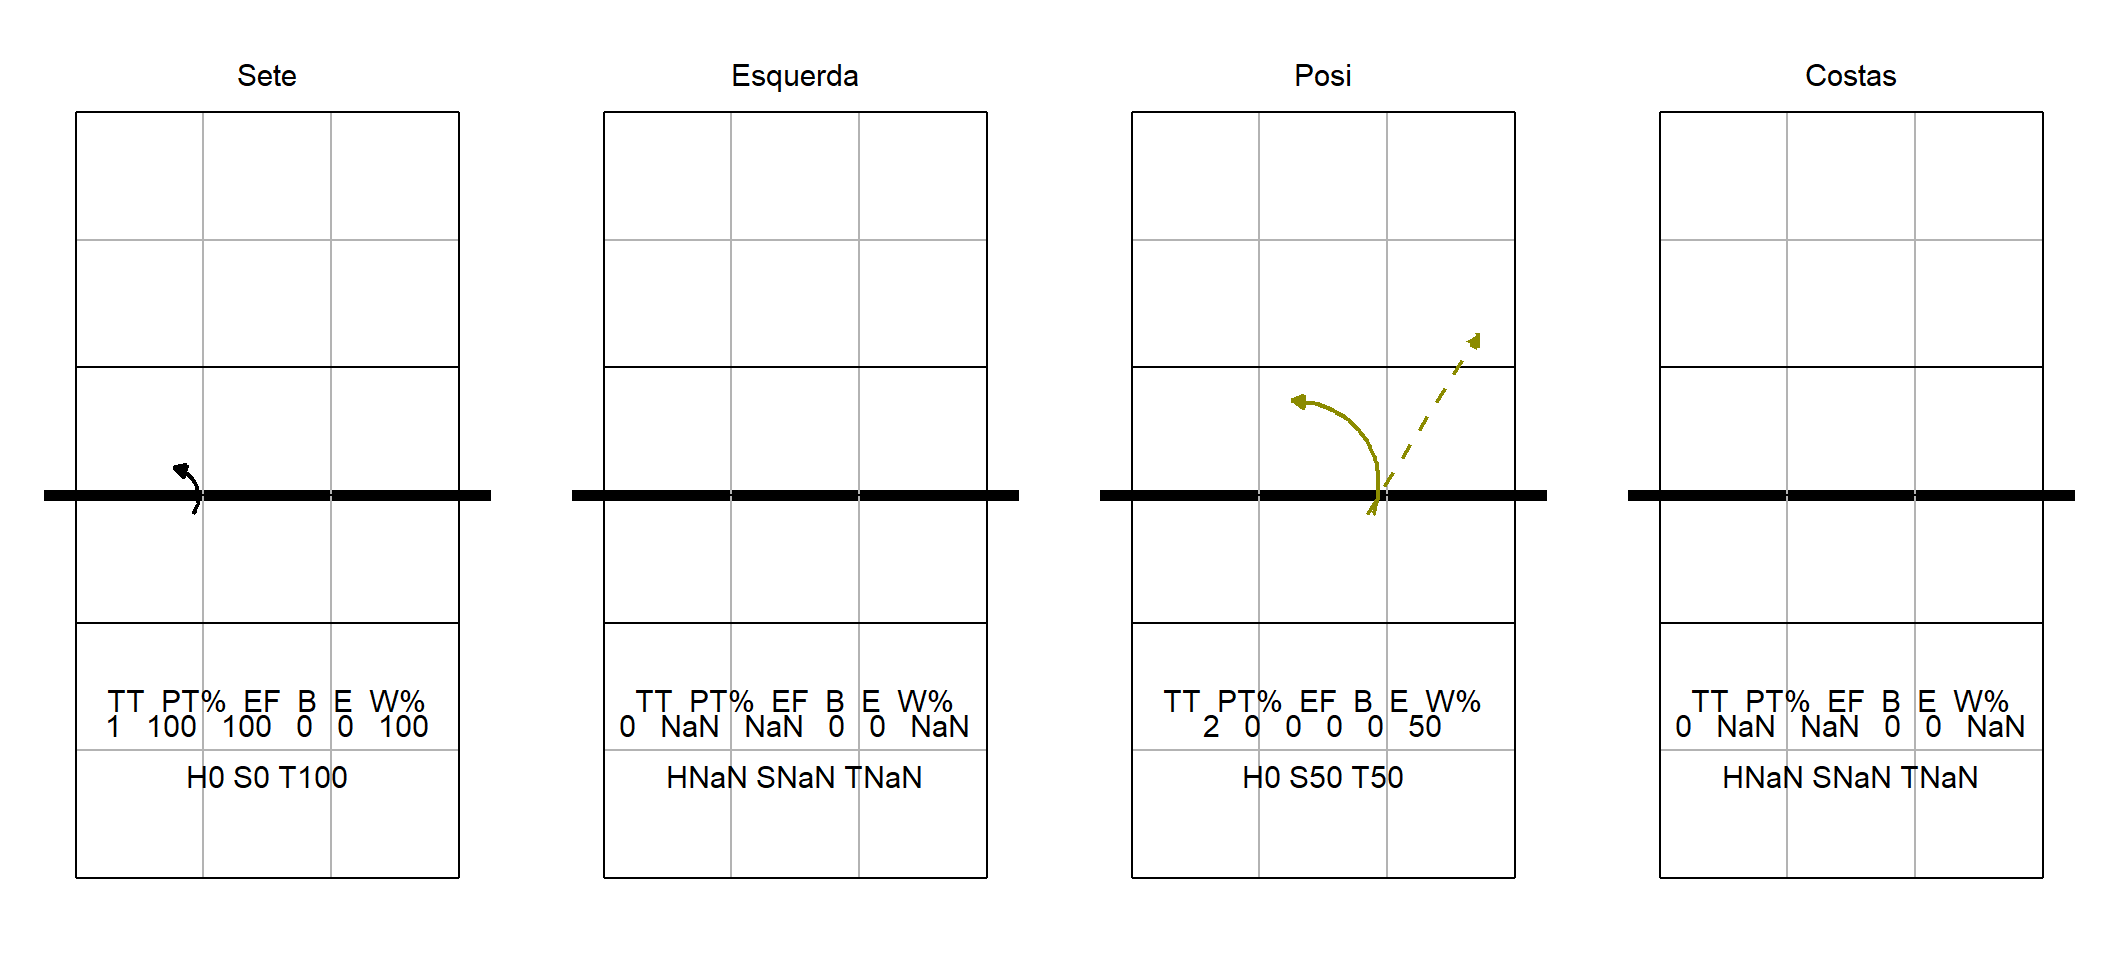 Sete
TT PT% EF B E W%
1 100 100 0 0 100
H0 S0 T100
Esquerda
TT PT% EF B E W%
0 NaN NaN 0 0 NaN
HNaN SNaN TNaN
Posi
TT PT% EF B E W%
2 0 0 0 0 50
H0 S50 T50
Costas
TT PT% EF B E W%
0 NaN NaN 0 0 NaN
HNaN SNaN TNaN